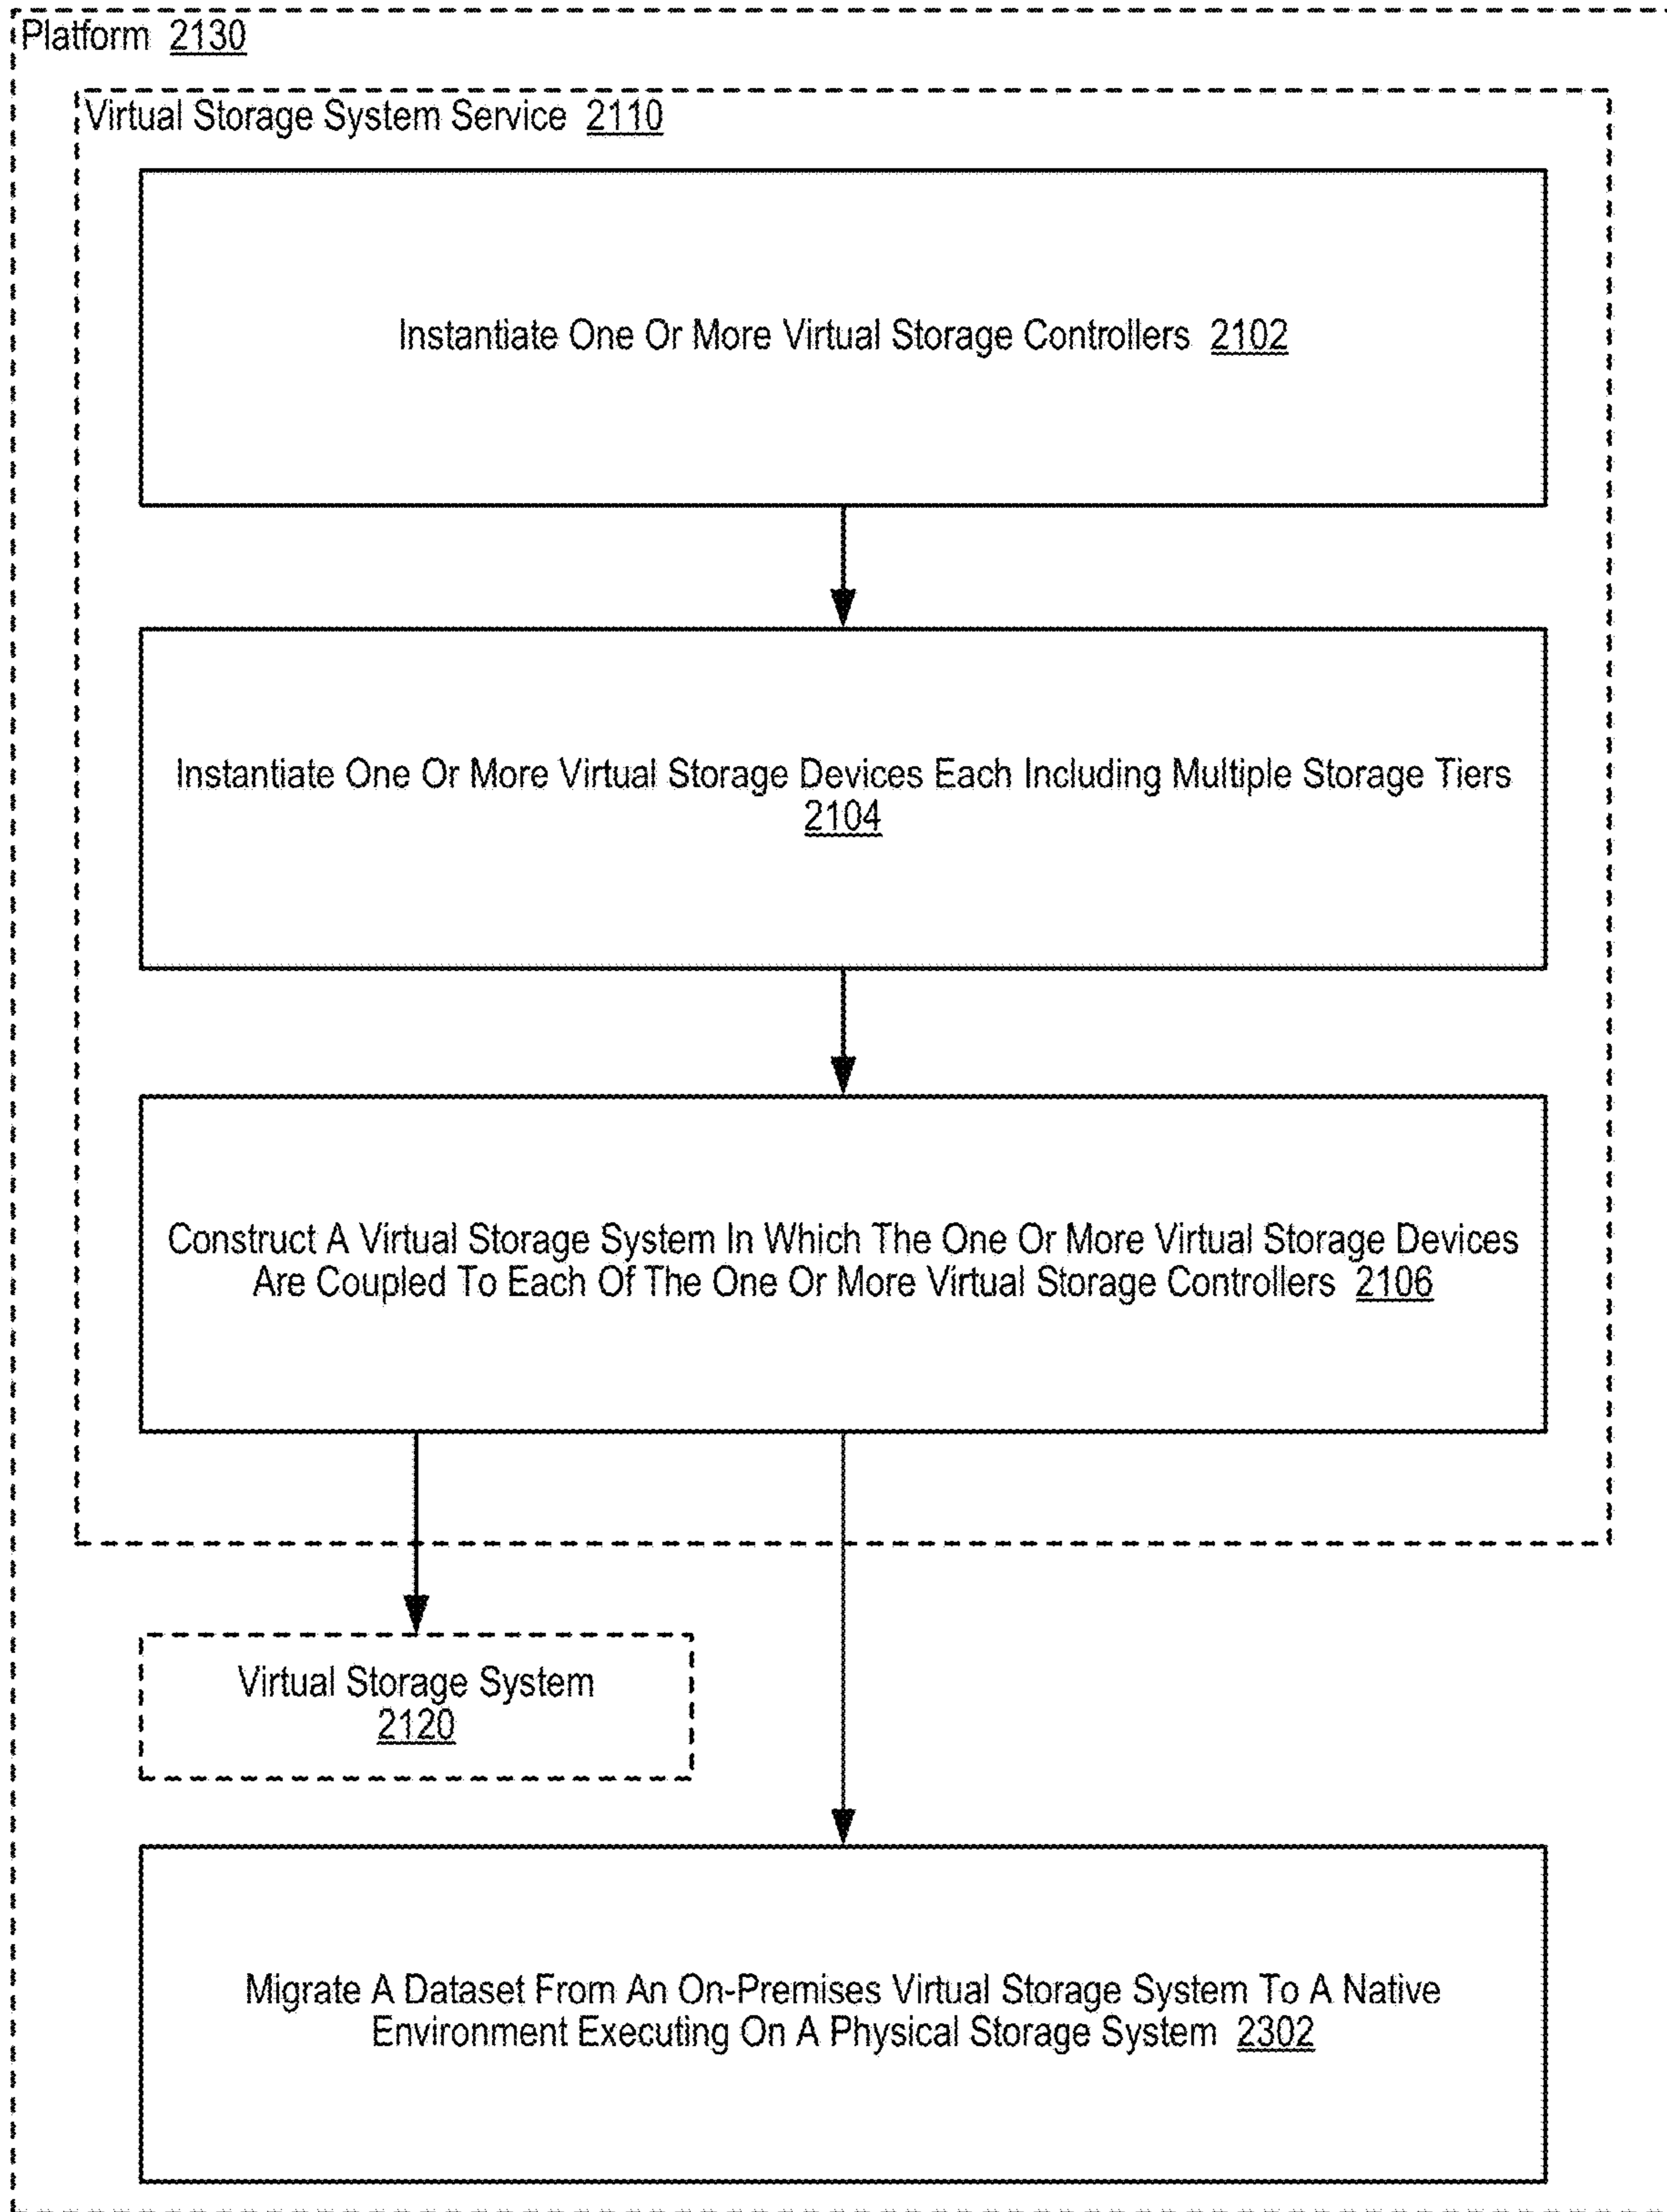 Platform 2130
Virtual Storage System Service 2110
Instantiate One Or More Virtual Storage Controllers 2102
Instantiate One Or More Virtual Storage Devices Each Including Multiple Storage Tiers
2104
Construct A Virtual Storage System In Which The One Or More Virtual Storage Devices
Are Coupled To Each Of The One Or More Virtual Storage Controllers 2106
Virtual Storage System
2120
Migrate A Dataset From An On-Premises Virtual Storage System To A Native
Environment Executing On A Physical Storage System 2302